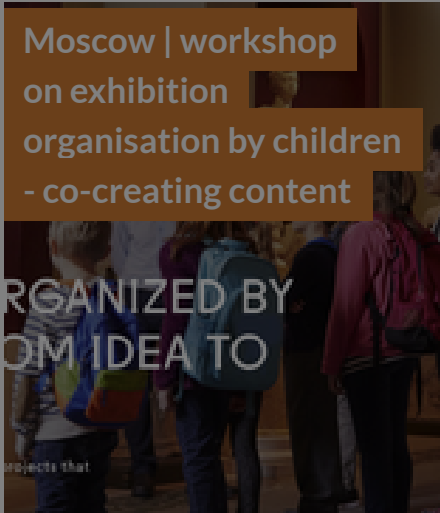 Moscow | workshop
on exhibition
organisation by children
- co-creating content
RGANIZED BY
OM IDEA TO
projects that